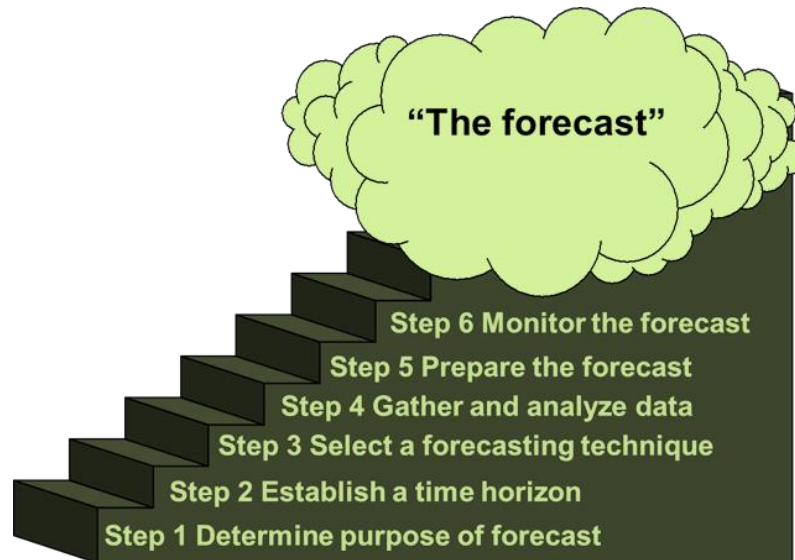 “The forecast”
Step 6 Monitor the forecast
Step 5 Prepare the forecast
Step 4 Gather and analyze data
Step 3 Select a forecasting technique
Step 2 Establish a time horizon
Step 1 Determine purpose of forecast